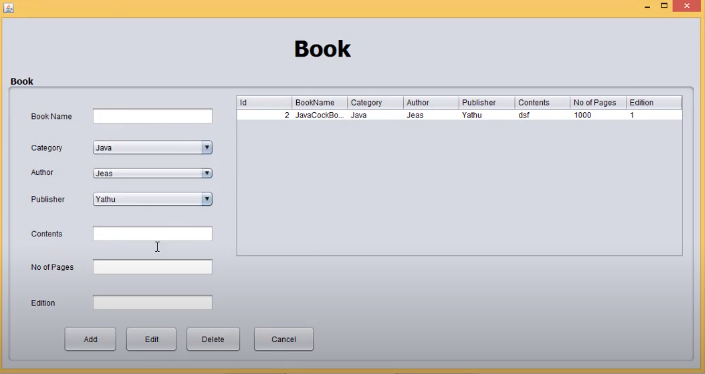 Book
Book
Book Name
Category Java
Author Jeas
Publisher Yathu
Contents
No of Pages
Edition
Add Edit Delete Cancel
Id BookName Category Author Publisher Contents No of Pages Edition
2 JavaCockBo... Java Jeas Yathu dsf 1000 1